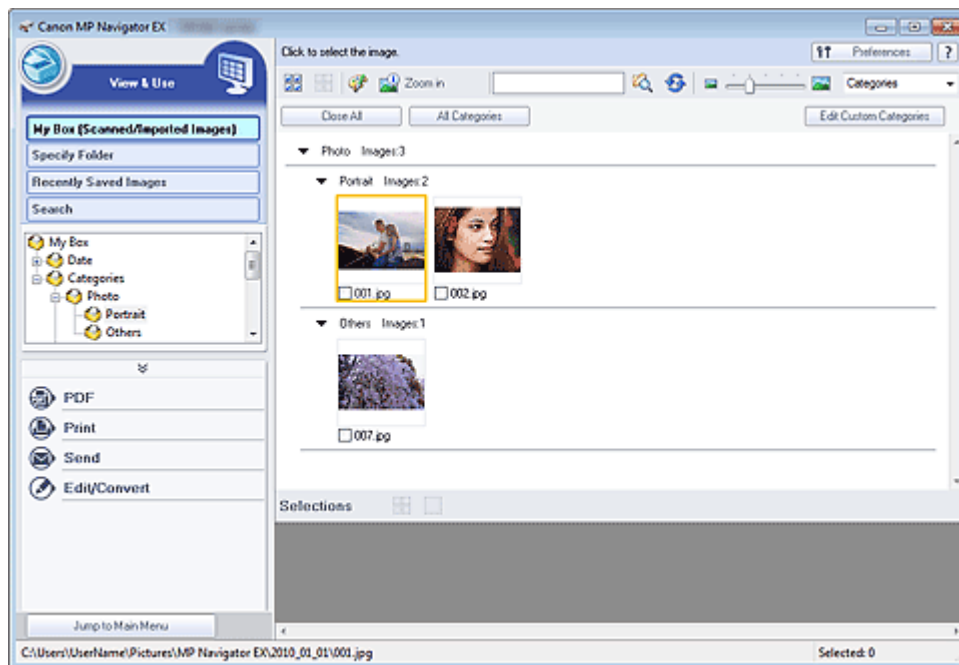 Canon MP Navigator EX
View & Use
Click to select the image.
Preferences
?
Zoom in
Categories
My Box (Scanned/Imported Images)
Specify Folder
Recently Saved Images
Search
Close All
All Categories
Edit Custom Categories
My Box
Date
Categories
Photo
Portrait
Others
Photo Images:3
Portrait Images:2
001.jpg
002.jpg
Others Images:1
007.jpg
PDF
Print
Send
Edit/Convert
Selections
Jump to Main Menu
C:\Users\UserName\Pictures\MP Navigator EX\2010_01_01\001.jpg
Selected: 0